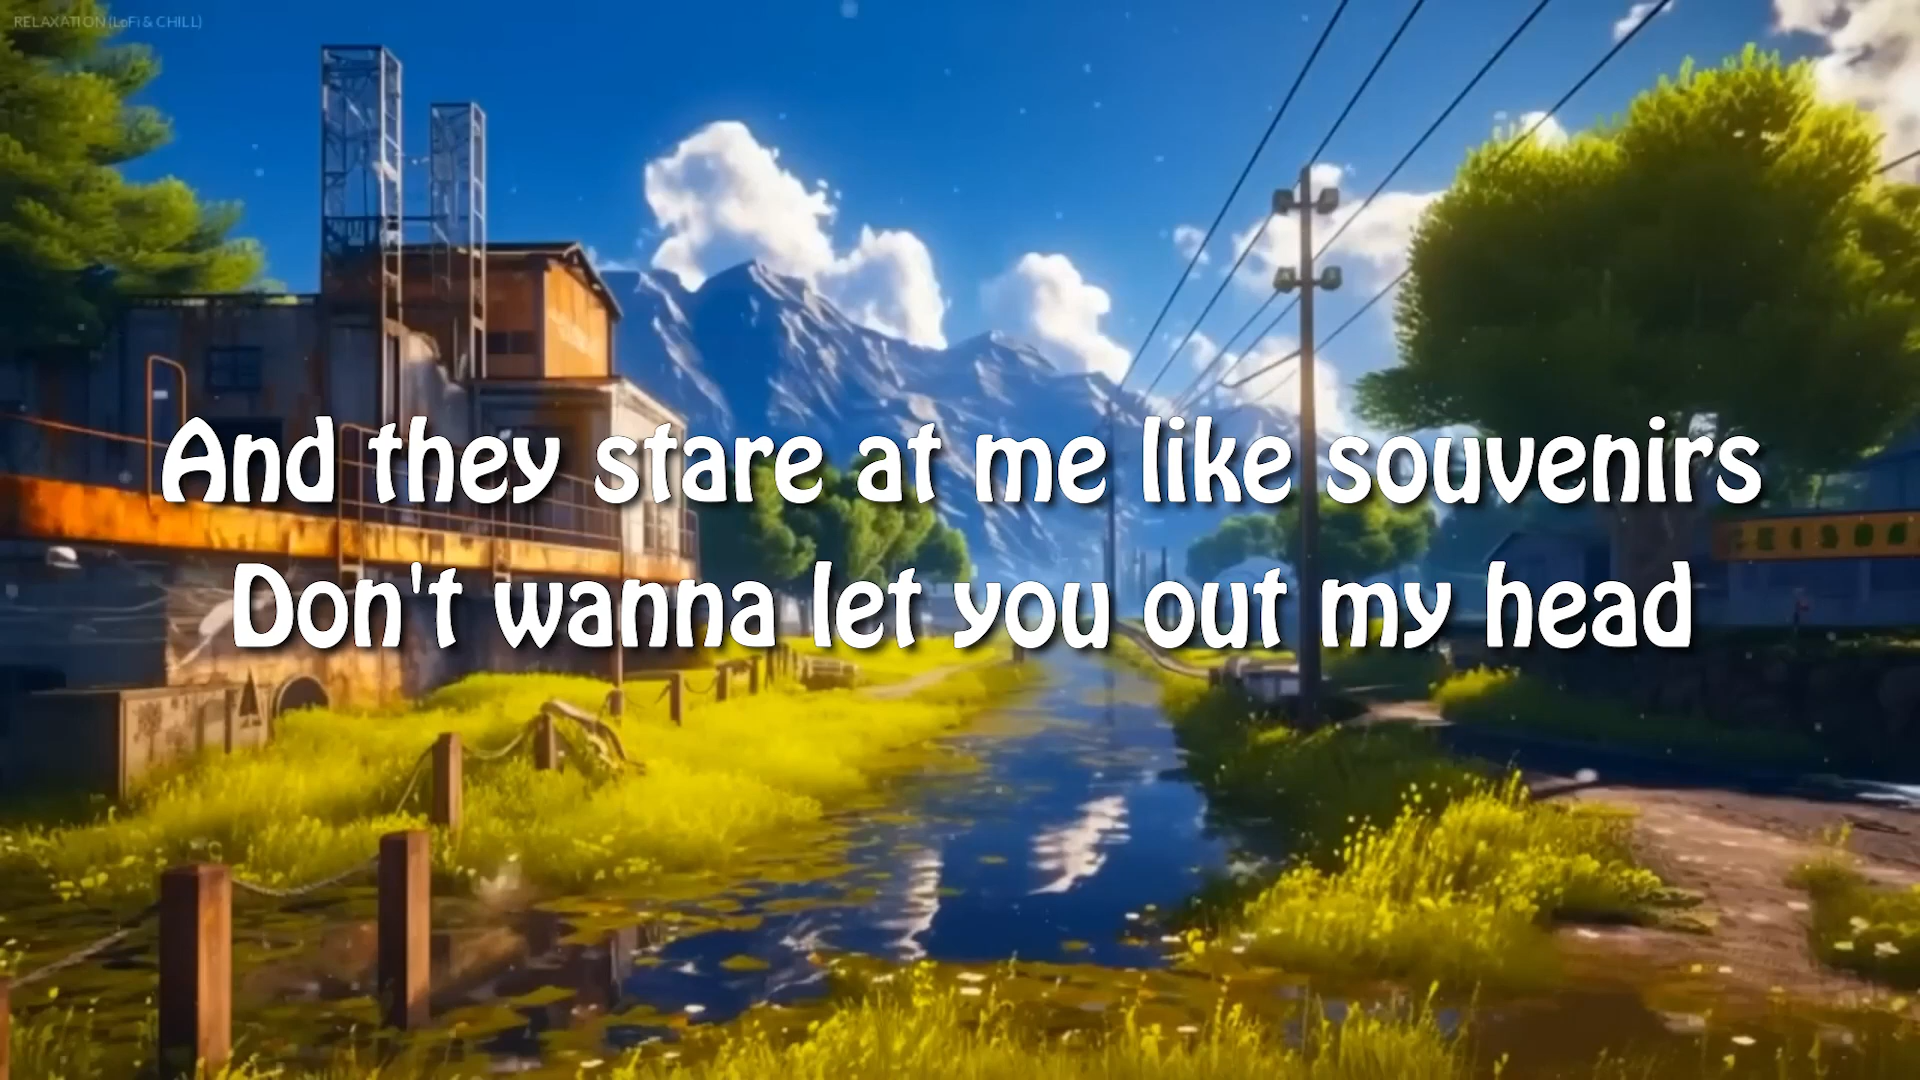 RELAXATION (LoFi & CHILL)
And they stare at me like souvenirs
Don't wanna let you out my head